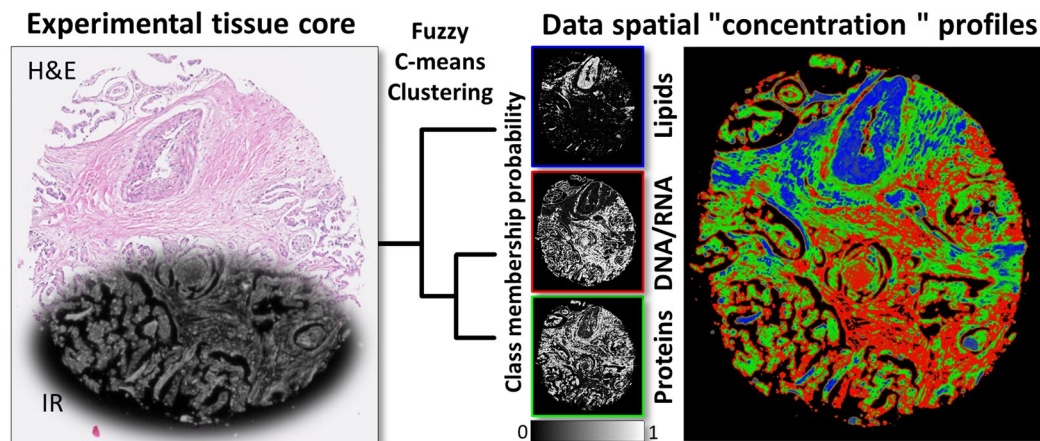 Experimental tissue core
H&E
IR
Fuzzy
C-means
Clustering
Class membership probability
Data spatial "concentration " profiles
Lipids
DNA/RNA
Proteins
0
1